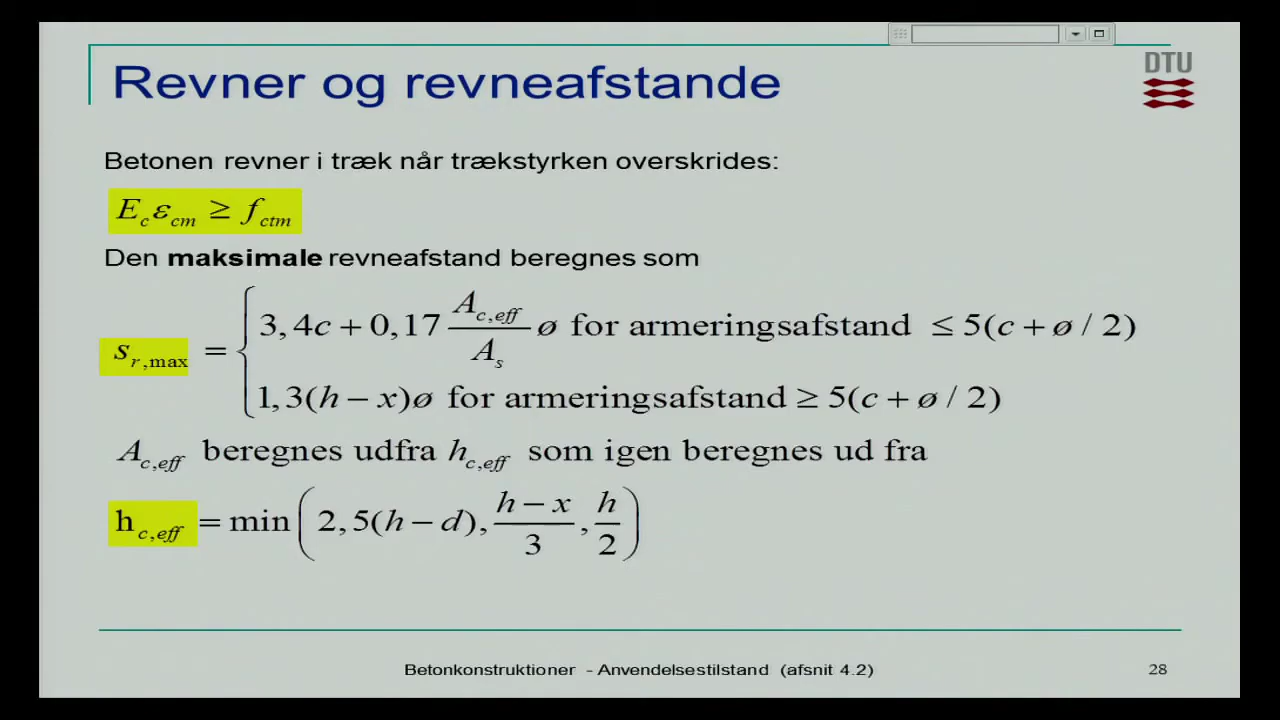 Revner og revneafstande
DTU
Betonen revner i træk når trækstyrken overskrides:
E_c ε_cm ≥ f_ctm
Den maksimale revneafstand beregnes som
s_r,max = { 3,4c + 0,17 A_c,eff / A_s ø for armeringsafstand ≤ 5(c + ø / 2)
1,3(h − x)ø for armeringsafstand ≥ 5(c + ø / 2)
A_c,eff beregnes udfra h_c,eff som igen beregnes ud fra
h_c,eff = min ( 2,5(h − d), (h − x) / 3 , h / 2 )
Betonkonstruktioner - Anvendelsestilstand (afsnit 4.2)
28